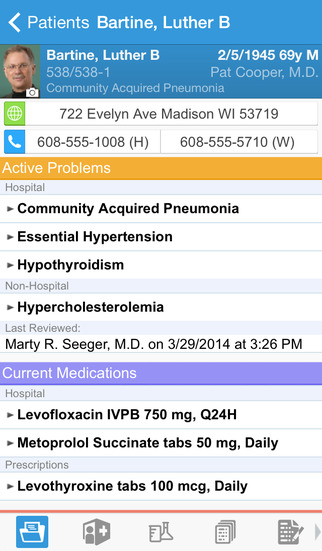 Patients Bartine, Luther B
Bartine, Luther B 2/5/1945 69y M
538/538-1 Pat Cooper, M.D.
Community Acquired Pneumonia
722 Evelyn Ave Madison WI 53719
608-555-1008 (H) 608-555-5710 (W)
Active Problems
Hospital
Community Acquired Pneumonia
Essential Hypertension
Hypothyroidism
Non-Hospital
Hypercholesterolemia
Last Reviewed:
Marty R. Seeger, M.D. on 3/29/2014 at 3:26 PM
Current Medications
Hospital
Levofloxacin IVPB 750 mg, Q24H
Metoprolol Succinate tabs 50 mg, Daily
Prescriptions
Levothyroxine tabs 100 mcg, Daily